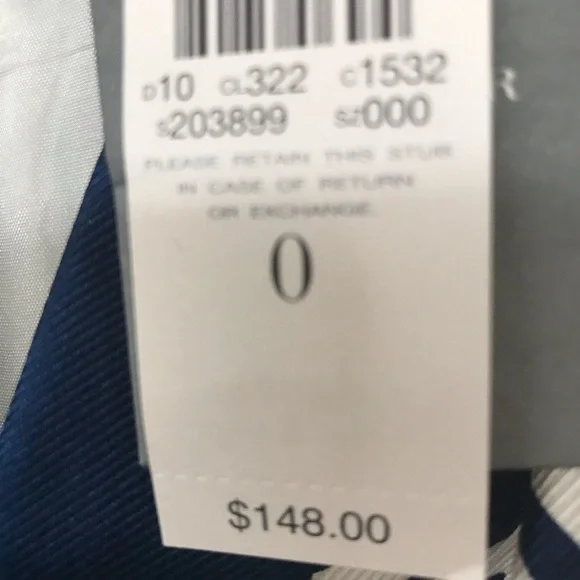 D10 CL322 C1532
S203899 SZ000
PLEASE RETAIN THIS STUB
IN CASE OF RETURN
OR EXCHANGE.
0
$148.00
R